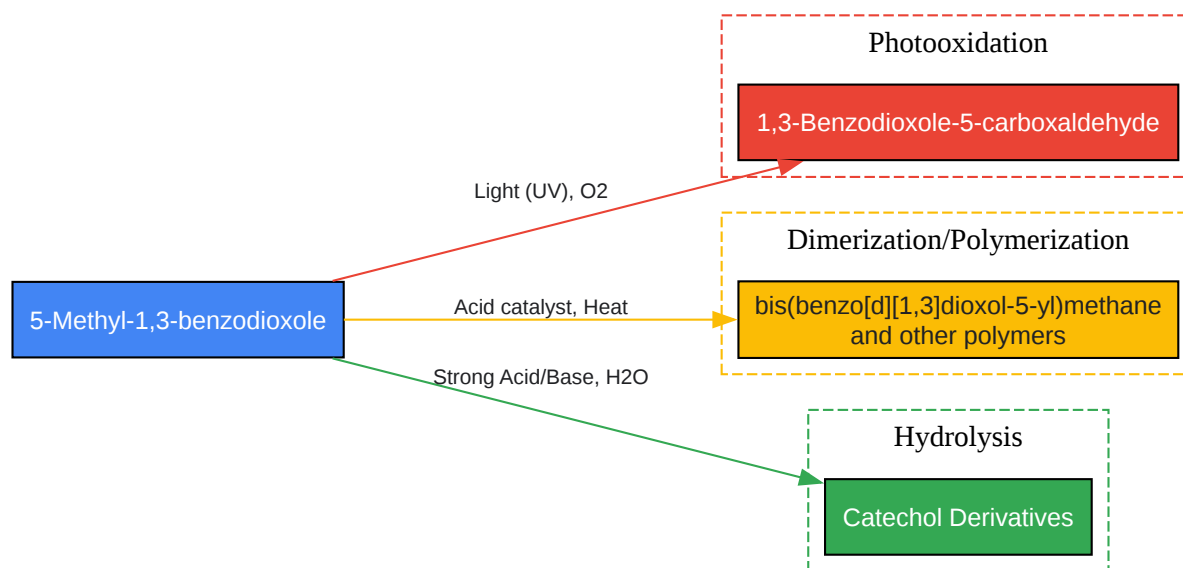 Photooxidation
1,3-Benzodioxole-5-carboxaldehyde
Light (UV), O2
Dimerization/Polymerization
5-Methyl-1,3-benzodioxole
Acid catalyst, Heat
bis(benzo[d][1,3]dioxol-5-yl)methane
and other polymers
Strong Acid/Base, H2O
Hydrolysis
Catechol Derivatives